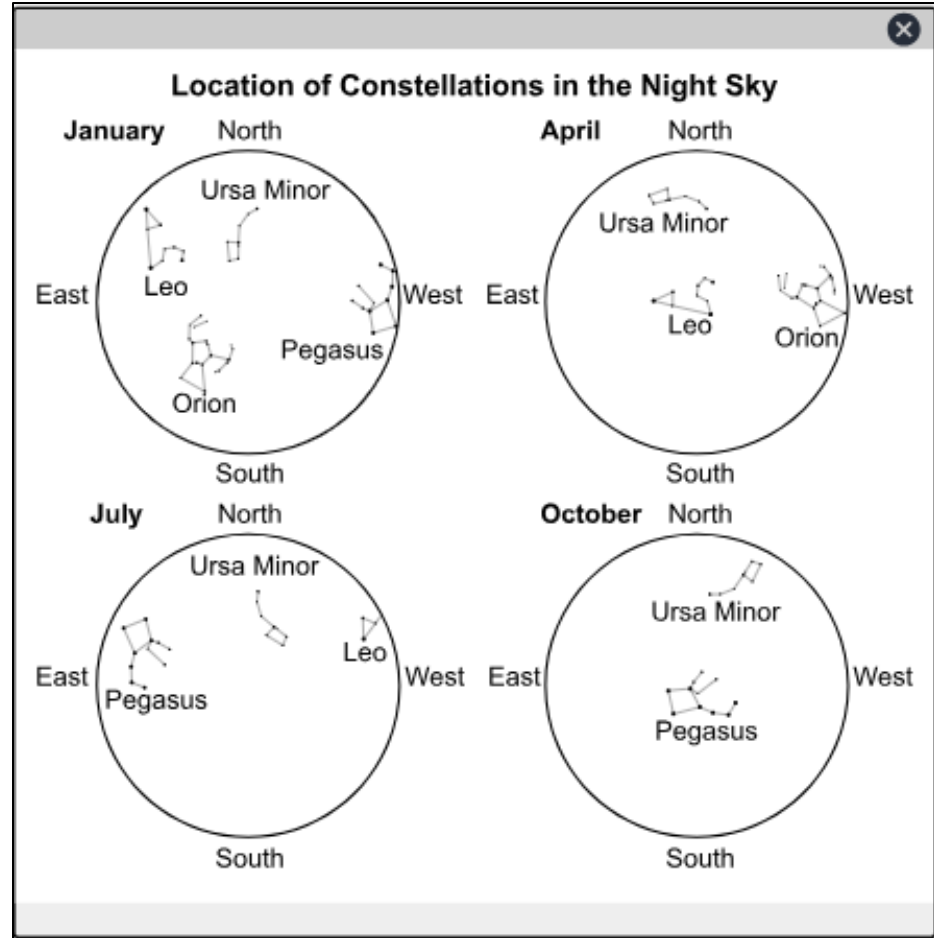 Location of Constellations in the Night Sky
January
North
Ursa Minor
Leo
East
West
Pegasus
Orion
South
April
North
Ursa Minor
East
West
Leo
Orion
South
July
North
Ursa Minor
Leo
East
West
Pegasus
South
October
North
Ursa Minor
East
West
Pegasus
South